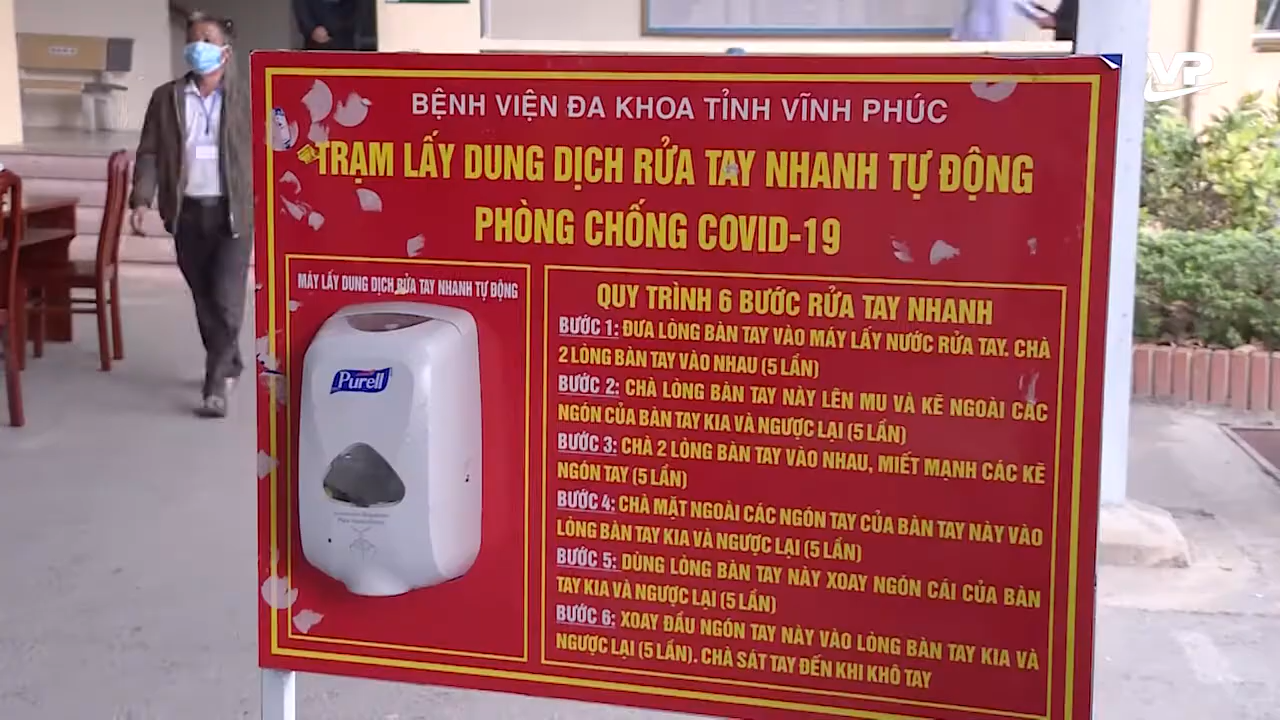 VP
BỆNH VIỆN ĐA KHOA TỈNH VĨNH PHÚC
TRẠM LẤY DUNG DỊCH RỬA TAY NHANH TỰ ĐỘNG
PHÒNG CHỐNG COVID-19
MÁY LẤY DUNG DỊCH RỬA TAY NHANH TỰ ĐỘNG
PURELL
QUY TRÌNH 6 BƯỚC RỬA TAY NHANH
BƯỚC 1: ĐƯA LÒNG BÀN TAY VÀO MÁY LẤY NƯỚC RỬA TAY. CHÀ
2 LÒNG BÀN TAY VÀO NHAU (5 LẦN)
BƯỚC 2: CHÀ LÒNG BÀN TAY NÀY LÊN MU VÀ KẼ NGOÀI CÁC
NGÓN CỦA BÀN TAY KIA VÀ NGƯỢC LẠI (5 LẦN)
BƯỚC 3: CHÀ 2 LÒNG BÀN TAY VÀO NHAU, MIẾT MẠNH CÁC KẼ
NGÓN TAY (5 LẦN)
BƯỚC 4: CHÀ MẶT NGOÀI CÁC NGÓN TAY CỦA BÀN TAY NÀY VÀO
LÒNG BÀN TAY KIA VÀ NGƯỢC LẠI (5 LẦN)
BƯỚC 5: DÙNG LÒNG BÀN TAY NÀY XOAY NGÓN CÁI CỦA BÀN
TAY KIA VÀ NGƯỢC LẠI (5 LẦN)
BƯỚC 6: XOAY ĐẦU NGÓN TAY NÀY VÀO LÒNG BÀN TAY KIA VÀ
NGƯỢC LẠI (5 LẦN). CHÀ SÁT TAY ĐẾN KHI KHÔ TAY